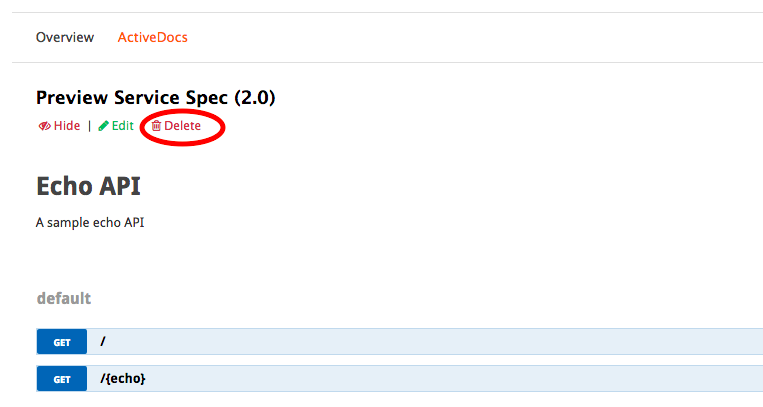 Overview ActiveDocs
Preview Service Spec (2.0)
Hide | Edit Delete
Echo API
A sample echo API
default
GET /
GET /{echo}